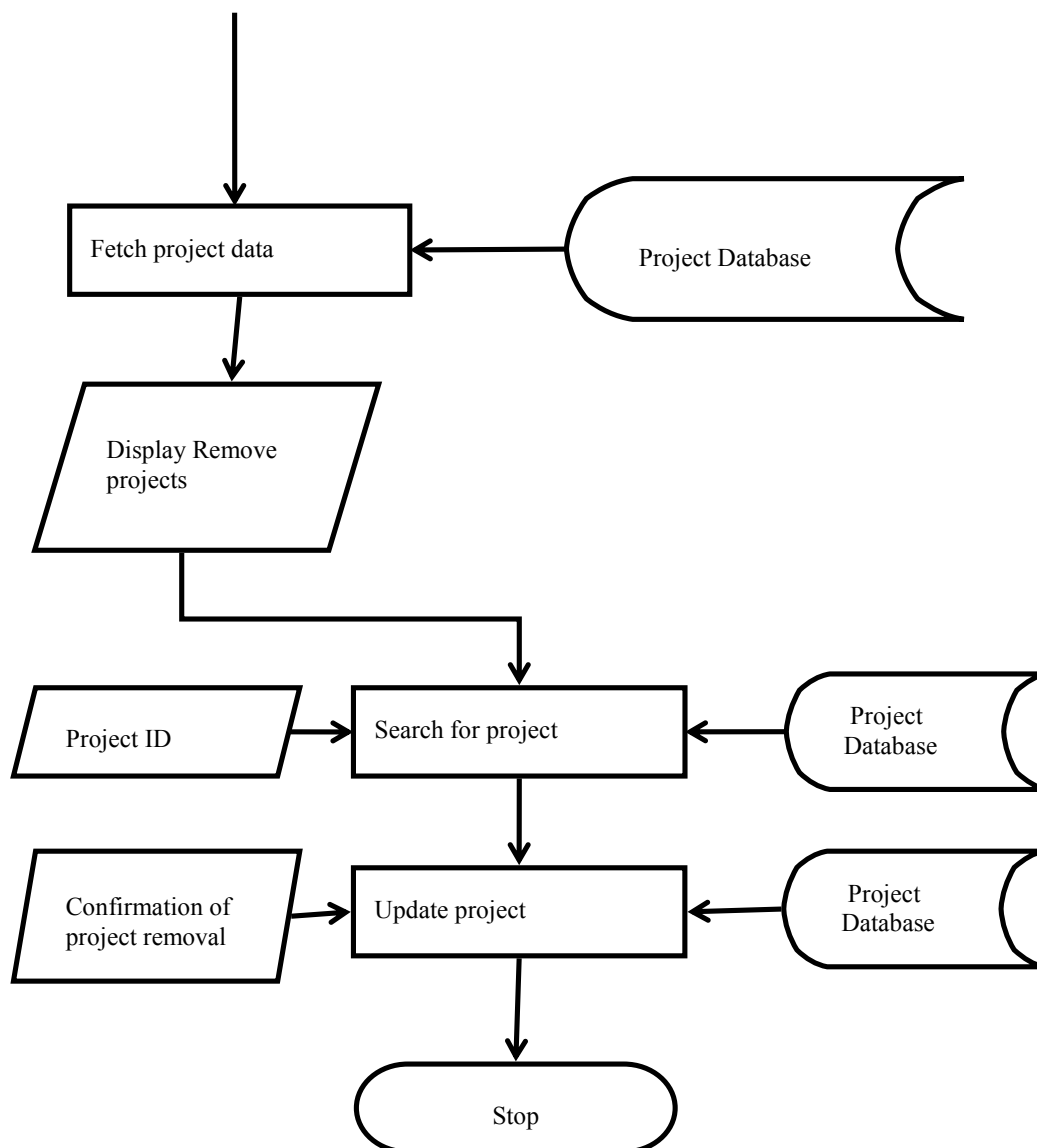 Fetch project data
Project Database
Display Remove
projects
Project ID
Search for project
Project
Database
Confirmation of
project removal
Update project
Project
Database
Stop